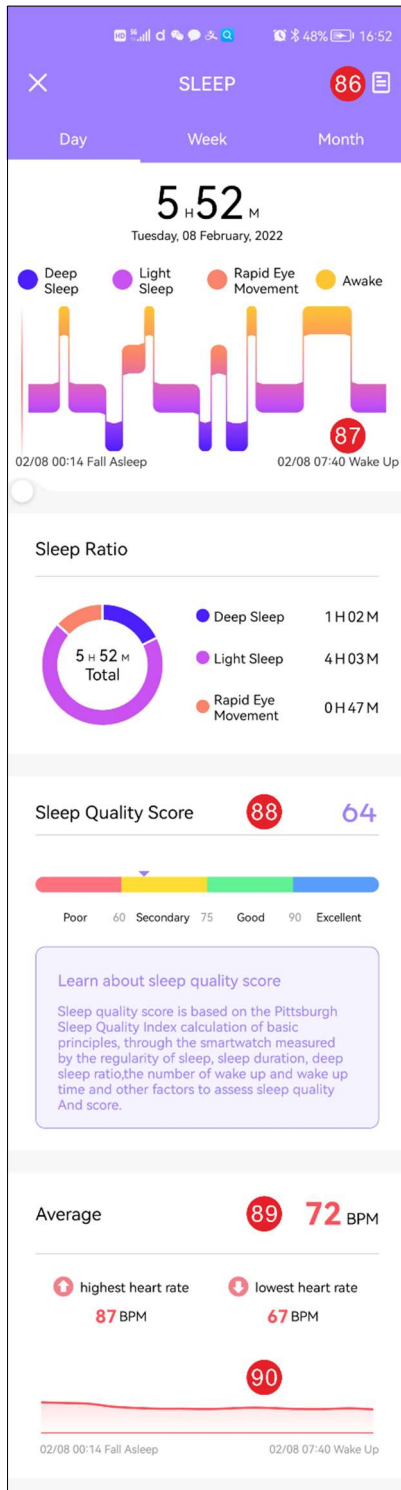 HD 5G d 支 48% 16:52
SLEEP 86
Day Week Month
5 H 52 M
Tuesday, 08 February, 2022
Deep Sleep
Light Sleep
Rapid Eye Movement
Awake
87
02/08 00:14 Fall Asleep 02/08 07:40 Wake Up
Sleep Ratio
5 H 52 M
Total
Deep Sleep 1 H 02 M
Light Sleep 4 H 03 M
Rapid Eye Movement 0 H 47 M
Sleep Quality Score 88 64
Poor 60 Secondary 75 Good 90 Excellent
Learn about sleep quality score
Sleep quality score is based on the Pittsburgh
Sleep Quality Index calculation of basic
principles, through the smartwatch measured
by the regularity of sleep, sleep duration, deep
sleep ratio,the number of wake up and wake up
time and other factors to assess sleep quality
And score.
Average 89 72 BPM
highest heart rate lowest heart rate
87 BPM 67 BPM
90
02/08 00:14 Fall Asleep 02/08 07:40 Wake Up